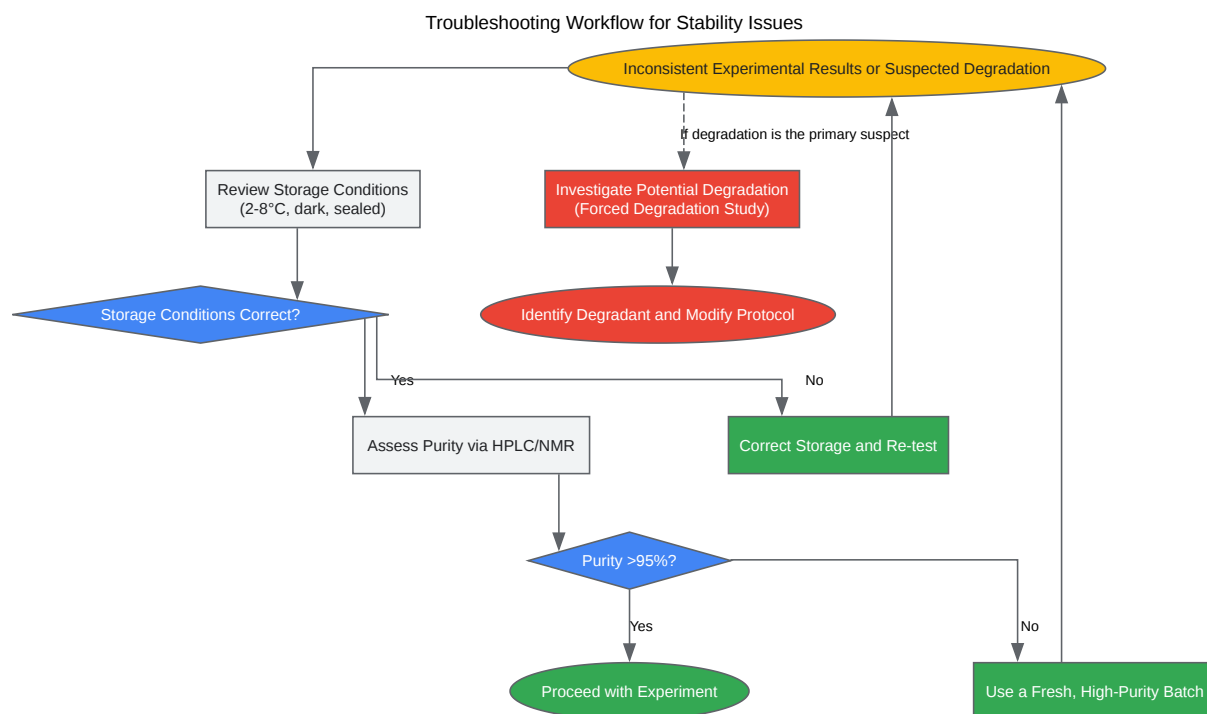 Troubleshooting Workflow for Stability Issues
Inconsistent Experimental Results or Suspected Degradation
If degradation is the primary suspect
Review Storage Conditions
(2-8°C, dark, sealed)
Investigate Potential Degradation
(Forced Degradation Study)
Storage Conditions Correct?
Identify Degradant and Modify Protocol
Yes
No
Assess Purity via HPLC/NMR
Correct Storage and Re-test
Purity >95%?
Yes
No
Proceed with Experiment
Use a Fresh, High-Purity Batch